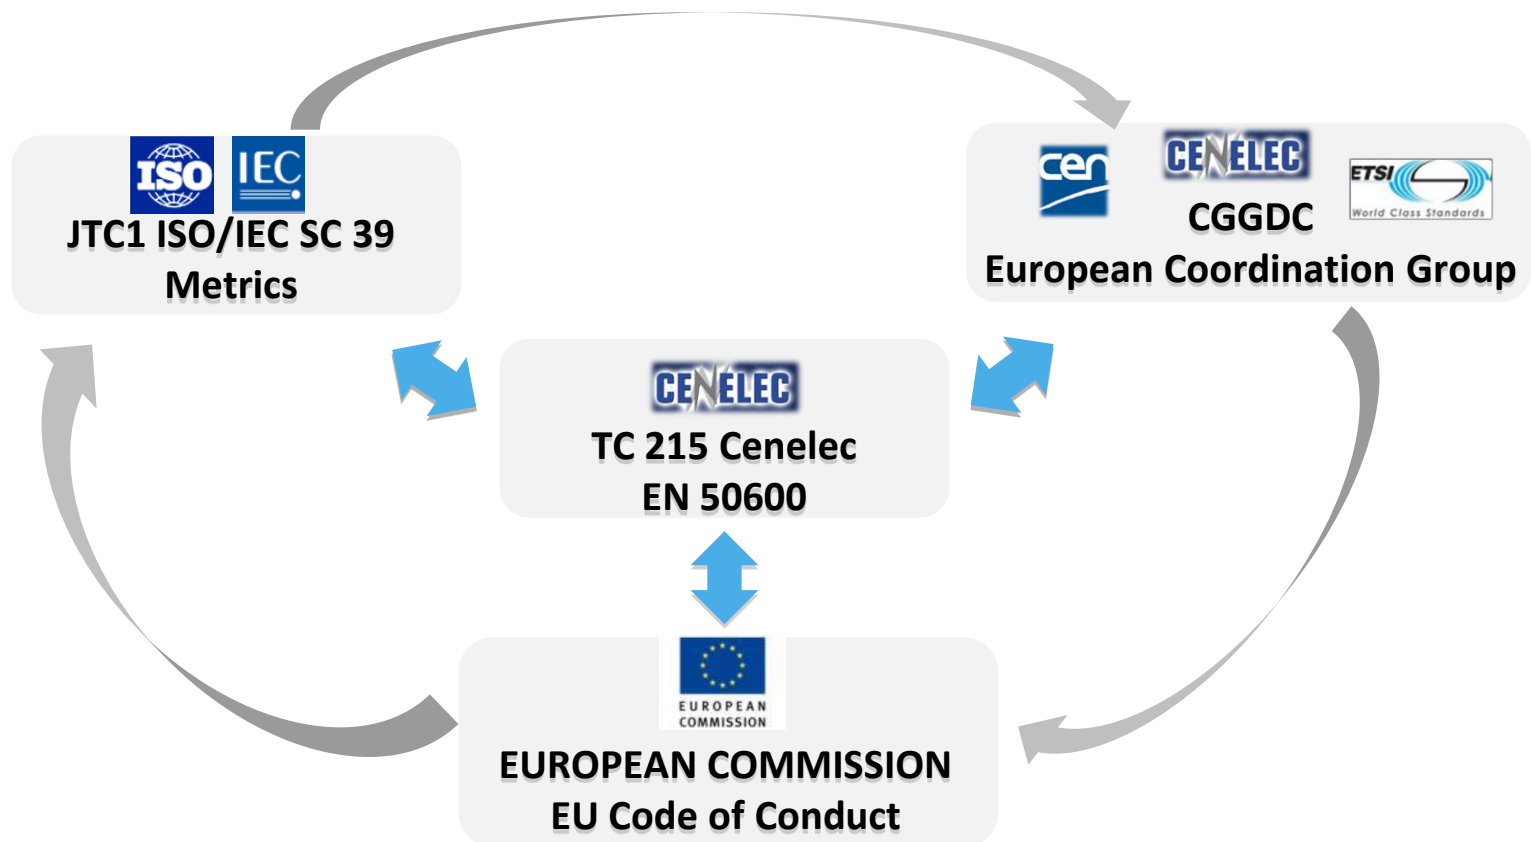 ISO
IEC
JTC1 ISO/IEC SC 39
Metrics
cen
CENELEC
ETSI
World Class Standards
CGGDC
European Coordination Group
CENELEC
TC 215 Cenelec
EN 50600
EUROPEAN
COMMISSION
EUROPEAN COMMISSION
EU Code of Conduct